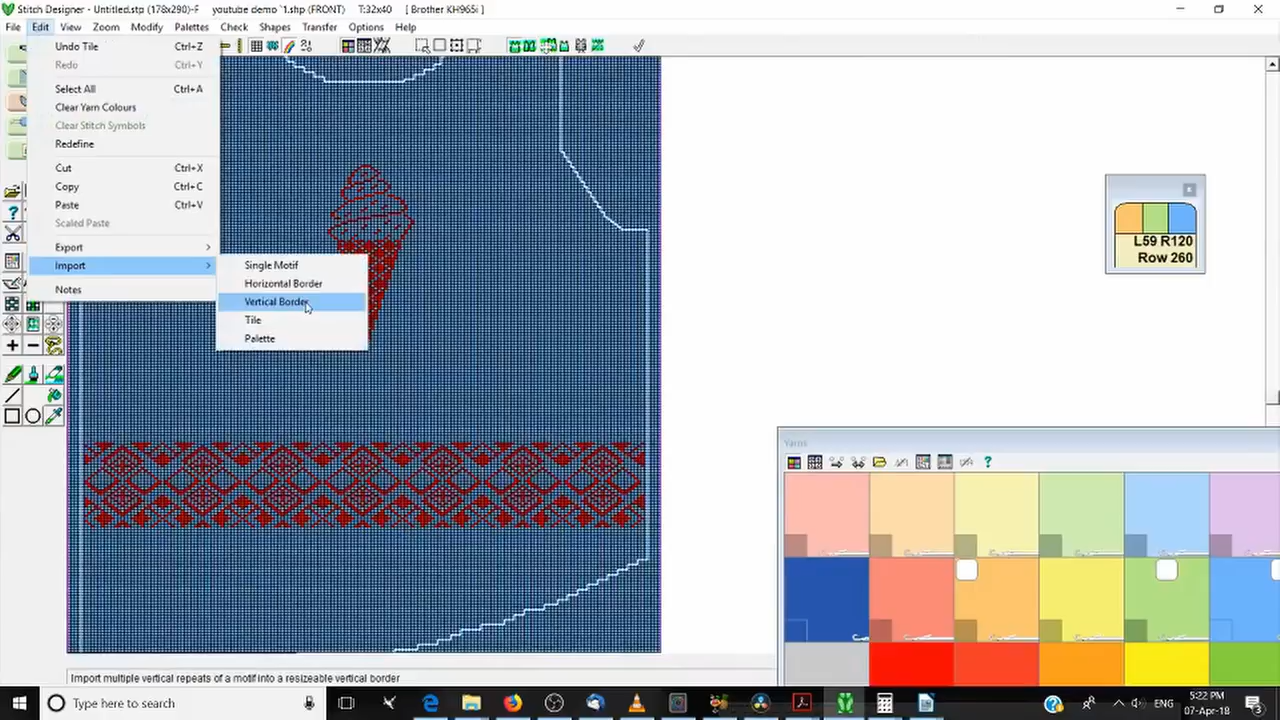 Stitch Designer - Untitled.stp (178x290)-F youtube demo `1.shp (FRONT) T:32x40 [ Brother KH965i ]
File Edit View Zoom Modify Palettes Check Shapes Transfer Options Help
Undo Tile Ctrl+Z
Redo Ctrl+Y
Select All Ctrl+A
Clear Yarn Colours
Clear Stitch Symbols
Redefine
Cut Ctrl+X
Copy Ctrl+C
Paste Ctrl+V
Scaled Paste
Export
Import
Notes
Single Motif
Horizontal Border
Vertical Border
Tile
Palette
L59 R120
Row 260
Yarns
Import multiple vertical repeats of a motif into a resizeable vertical border
Type here to search
ENG
5:22 PM
07-Apr-18
3